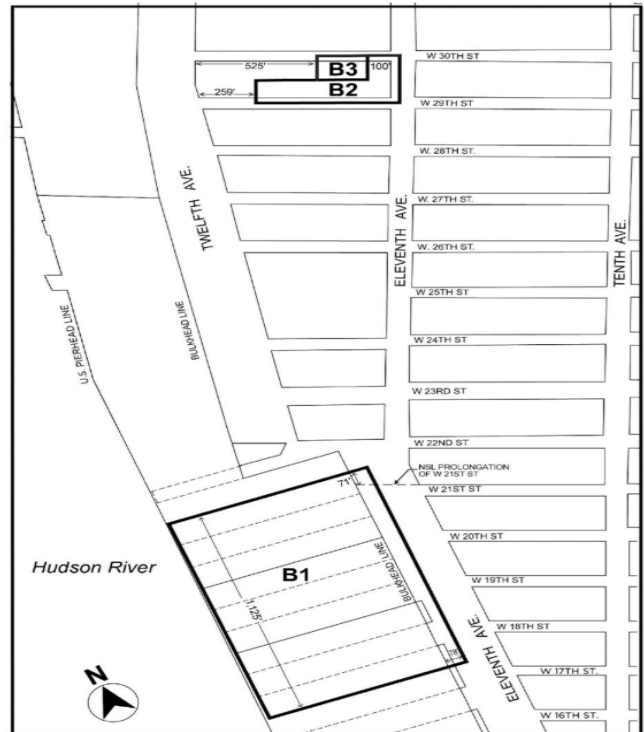 W 30TH ST
525'
B3
100'
B2
259'
W 29TH ST
W. 28TH ST.
TWELFTH AVE.
W. 27TH ST.
ELEVENTH AVE.
W. 26TH ST.
TENTH AVE.
W 25TH ST
U.S. PIERHEAD LINE
BULKHEAD LINE
W 24TH ST
W 23RD ST
W 22ND ST
NSL PROLONGATION
OF W 21ST ST
71'
W 21ST ST
W 20TH ST
Hudson River
B1
BULKHEAD LINE
1,125'
W 19TH ST
W 18TH ST
ELEVENTH AVE.
W 17TH ST.
N
W 16TH ST.